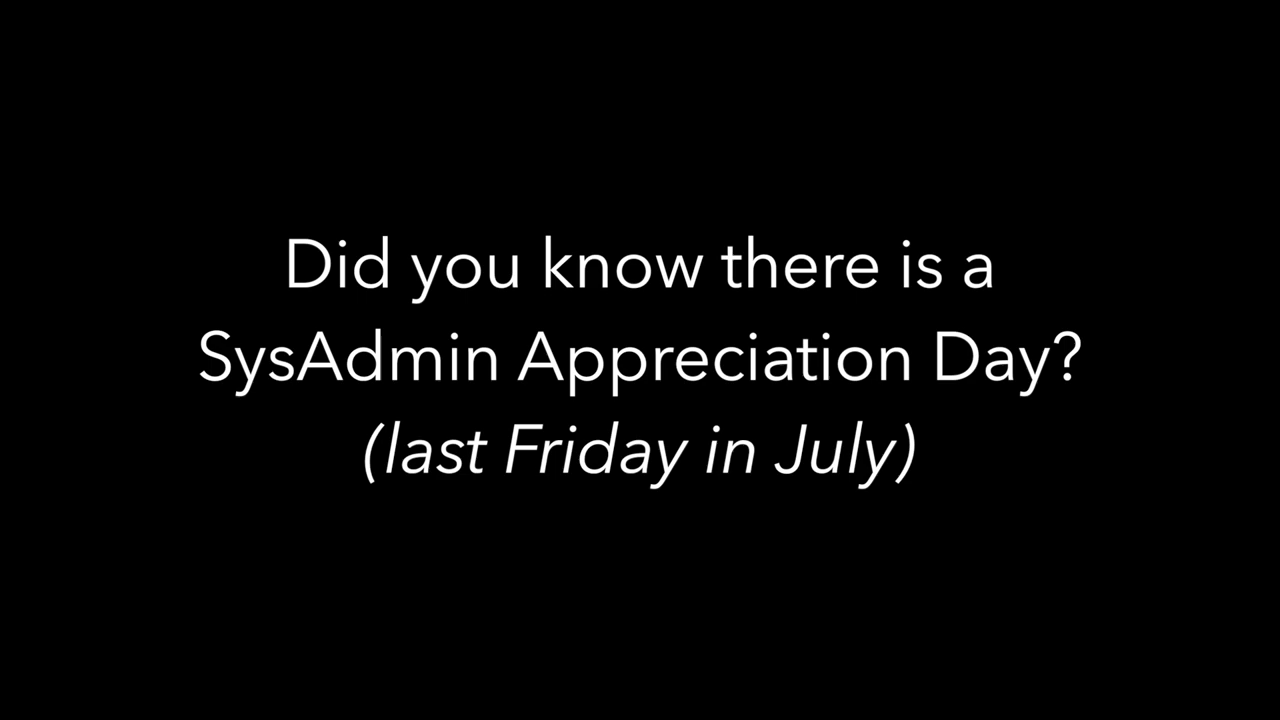 Did you know there is a
SysAdmin Appreciation Day?
(last Friday in July)